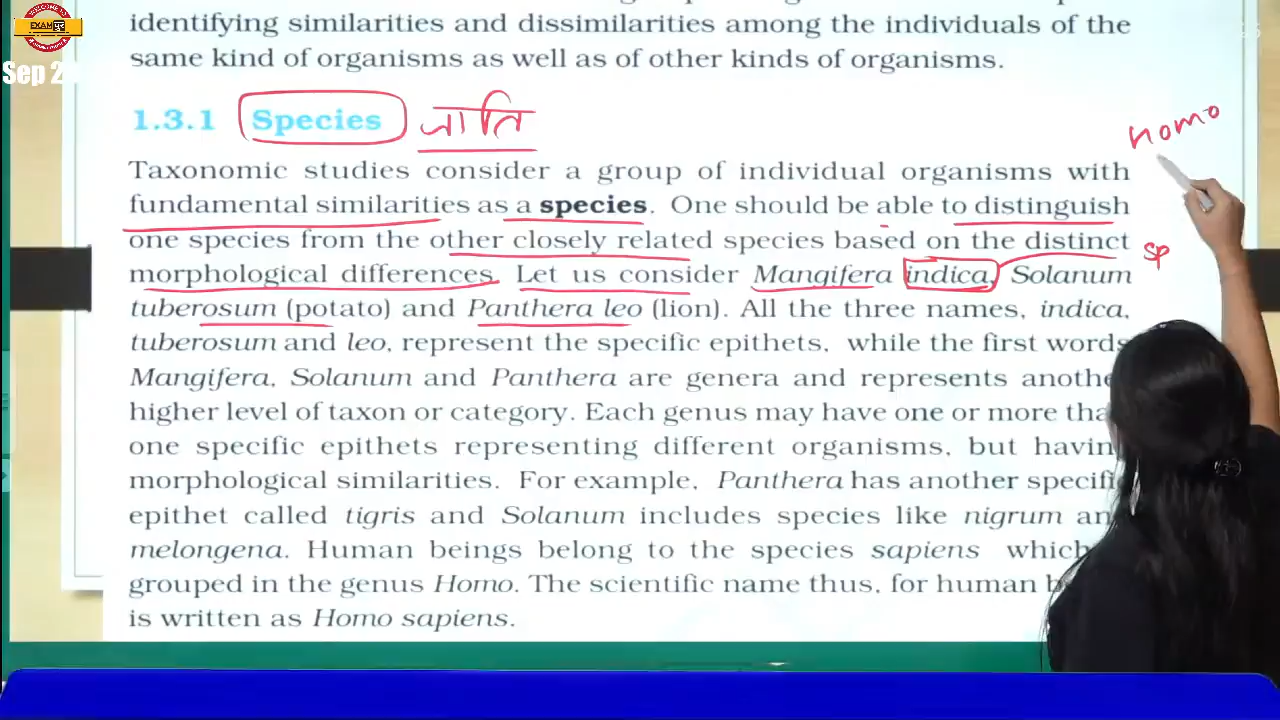 WELCOME TO
EXAM
Sep 2
identifying similarities and dissimilarities among the individuals of the
same kind of organisms as well as of other kinds of organisms.
1.3.1 Species जाति
homo
Taxonomic studies consider a group of individual organisms with
fundamental similarities as a species. One should be able to distinguish
one species from the other closely related species based on the distinct
sp
morphological differences. Let us consider Mangifera indica, Solanum
tuberosum (potato) and Panthera leo (lion). All the three names, indica,
tuberosum and leo, represent the specific epithets, while the first words
Mangifera, Solanum and Panthera are genera and represents anothe
higher level of taxon or category. Each genus may have one or more tha
one specific epithets representing different organisms, but havin
morphological similarities. For example, Panthera has another specifi
epithet called tigris and Solanum includes species like nigrum an
melongena. Human beings belong to the species sapiens which
grouped in the genus Homo. The scientific name thus, for human b
is written as Homo sapiens.